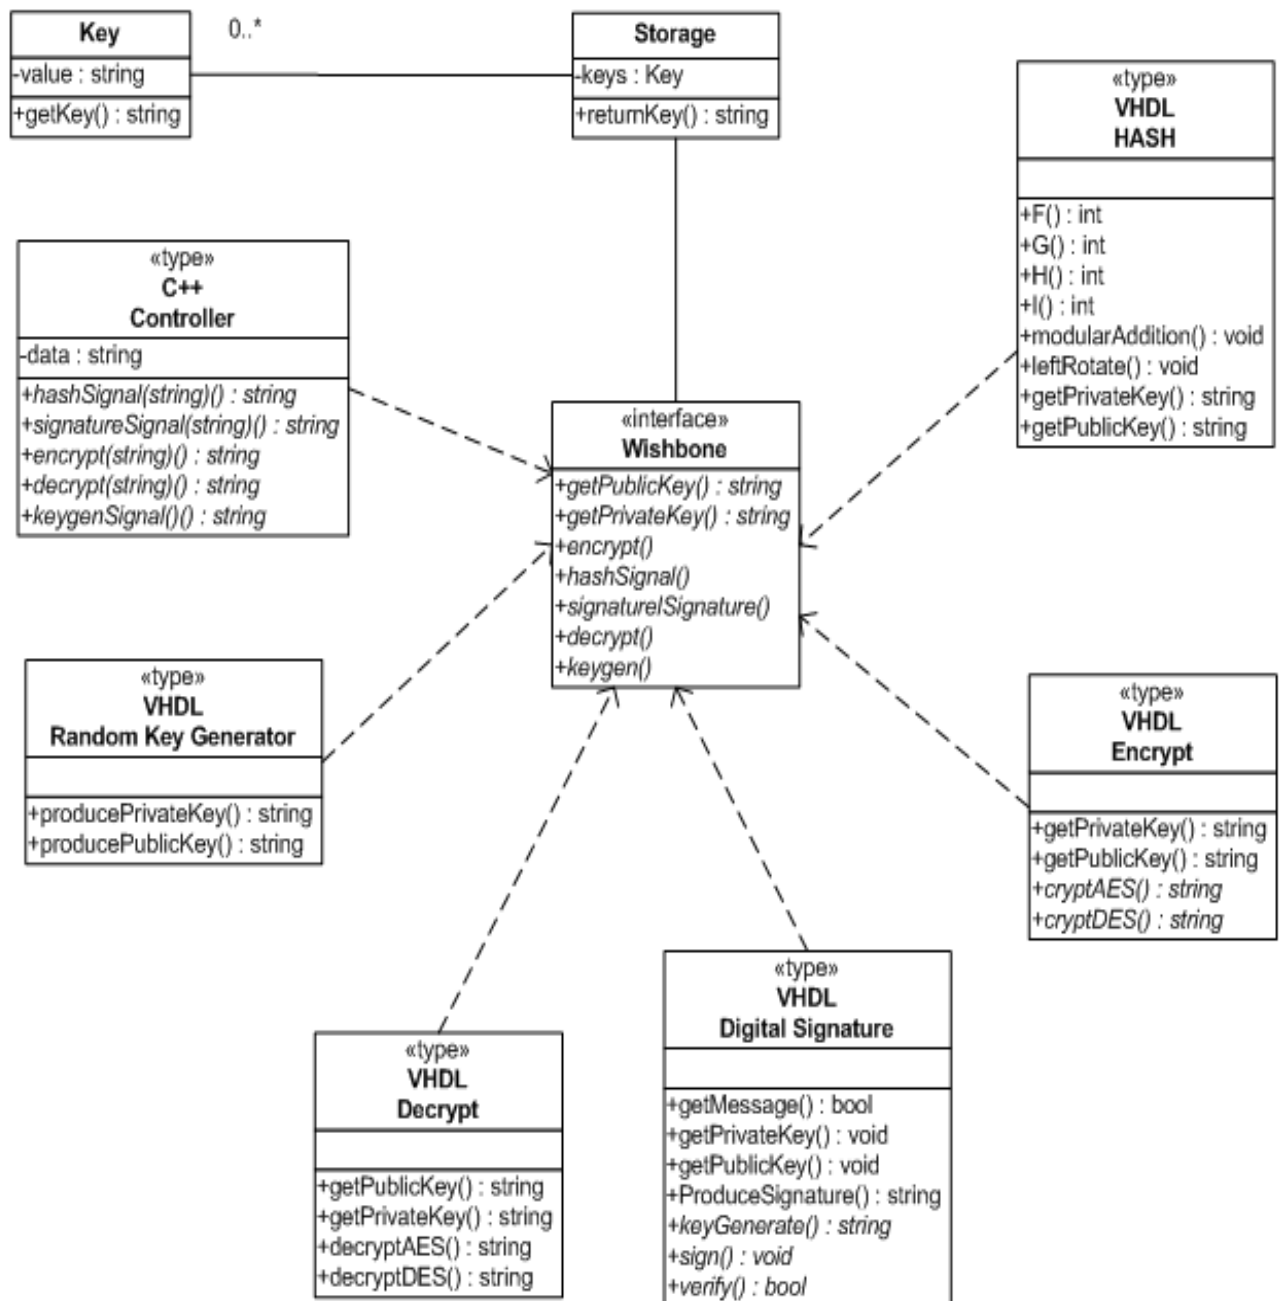 Key
-value : string
+getKey() : string
0..*
Storage
-keys : Key
+returnKey() : string
«type»
VHDL
HASH
+F() : int
+G() : int
+H() : int
+I() : int
+modularAddition() : void
+leftRotate() : void
+getPrivateKey() : string
+getPublicKey() : string
«type»
C++
Controller
-data : string
+hashSignal(string)() : string
+signatureSignal(string)() : string
+encrypt(string)() : string
+decrypt(string)() : string
+keygenSignal()() : string
«interface»
Wishbone
+getPublicKey() : string
+getPrivateKey() : string
+encrypt()
+hashSignal()
+signatureISignature()
+decrypt()
+keygen()
«type»
VHDL
Random Key Generator
+producePrivateKey() : string
+producePublicKey() : string
«type»
VHDL
Encrypt
+getPrivateKey() : string
+getPublicKey() : string
+cryptAES() : string
+cryptDES() : string
«type»
VHDL
Decrypt
+getPublicKey() : string
+getPrivateKey() : string
+decryptAES() : string
+decryptDES() : string
«type»
VHDL
Digital Signature
+getMessage() : bool
+getPrivateKey() : void
+getPublicKey() : void
+ProduceSignature() : string
+keyGenerate() : string
+sign() : void
+verify() : bool